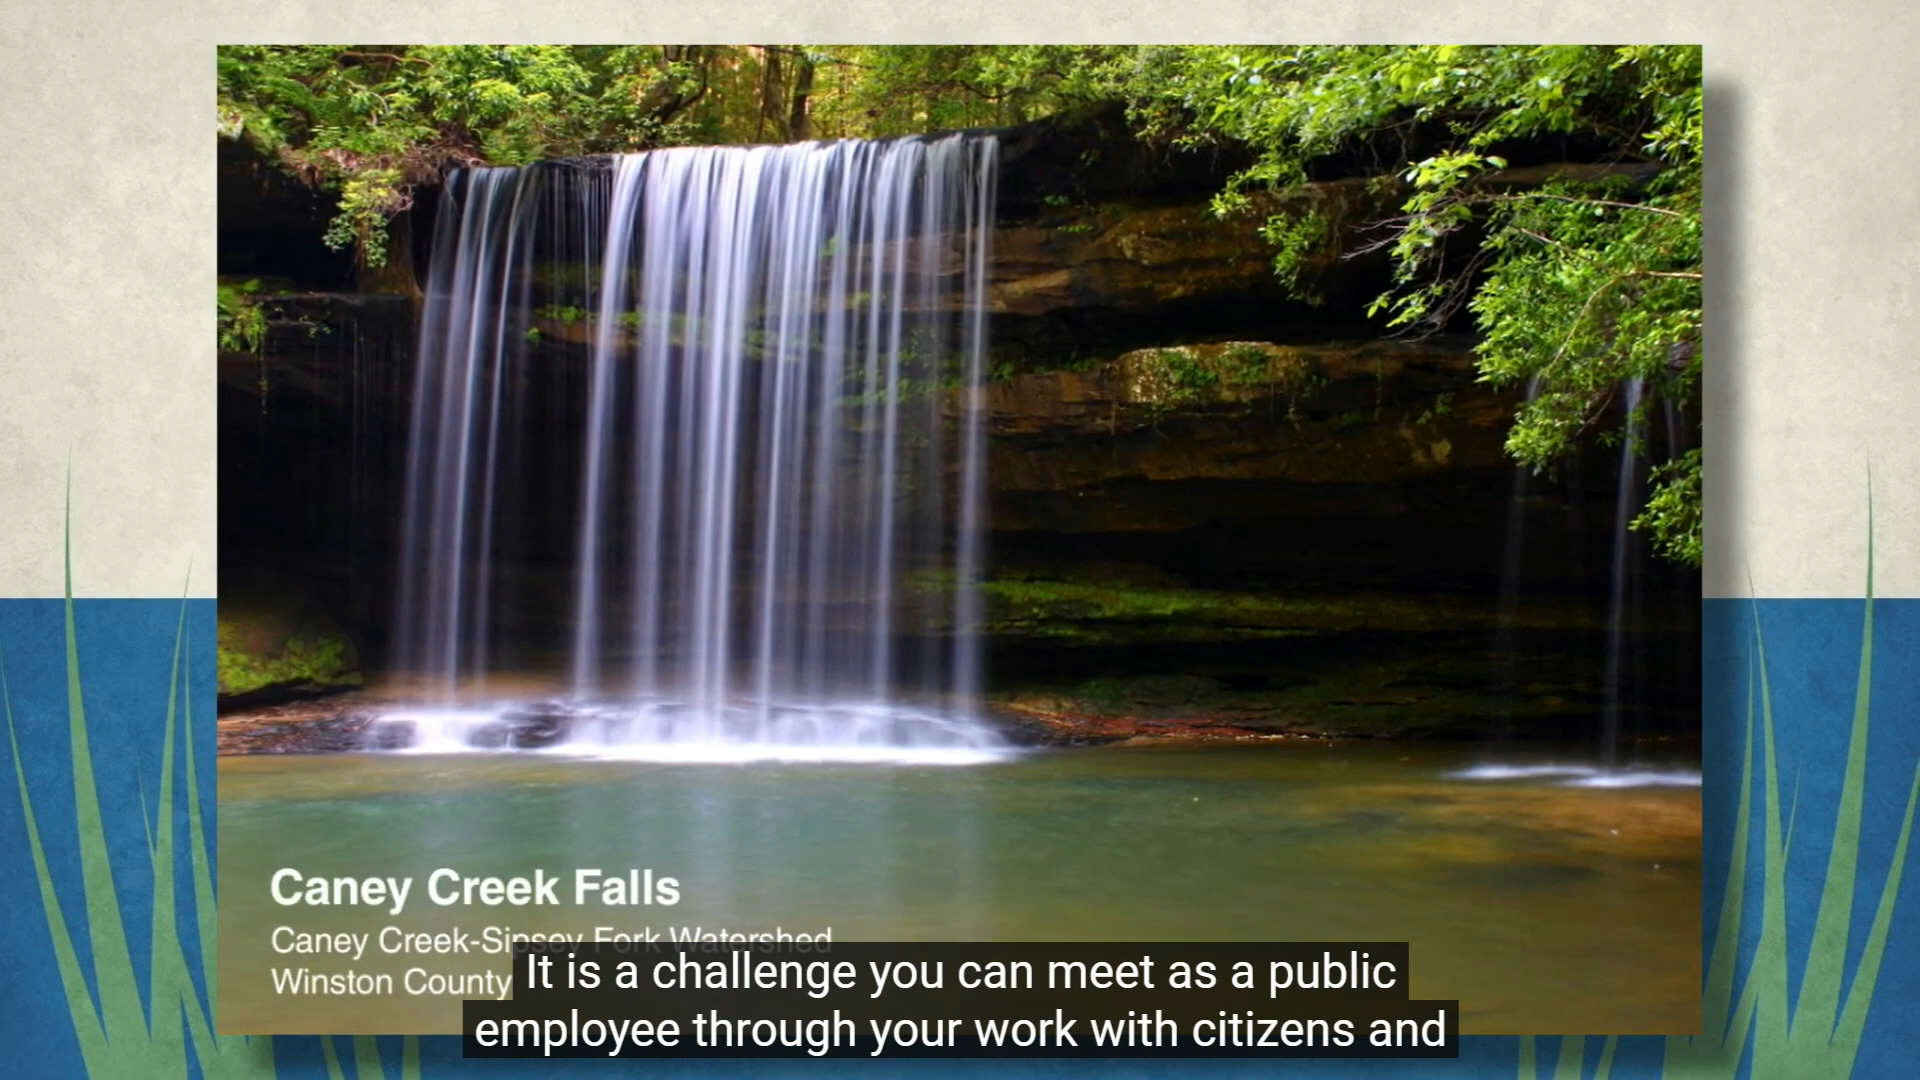 Caney Creek Falls
Caney Creek-Sipsey Fork Watershed
Winston County
It is a challenge you can meet as a public
employee through your work with citizens and